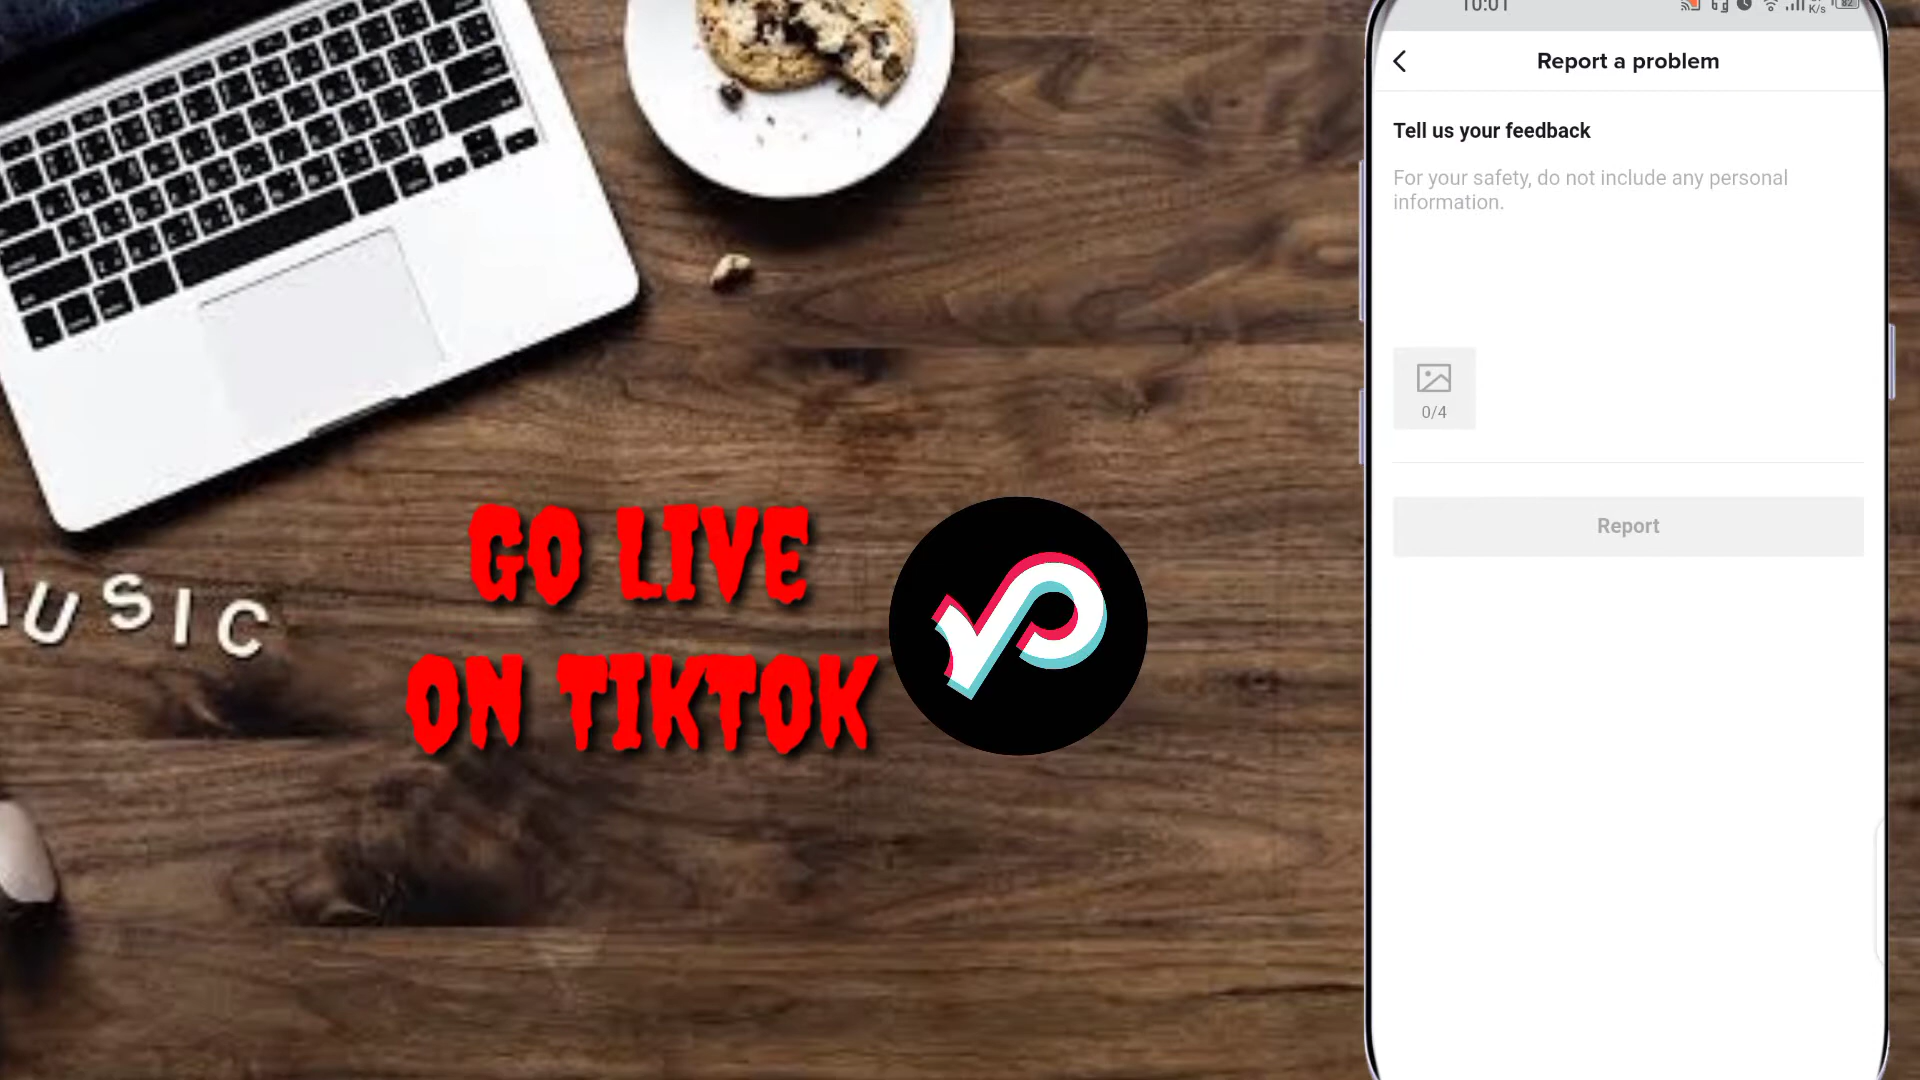 10:01
Report a problem
Tell us your feedback
For your safety, do not include any personal
information.
0/4
Report
GO LIVE
ON TIKTOK
USIC